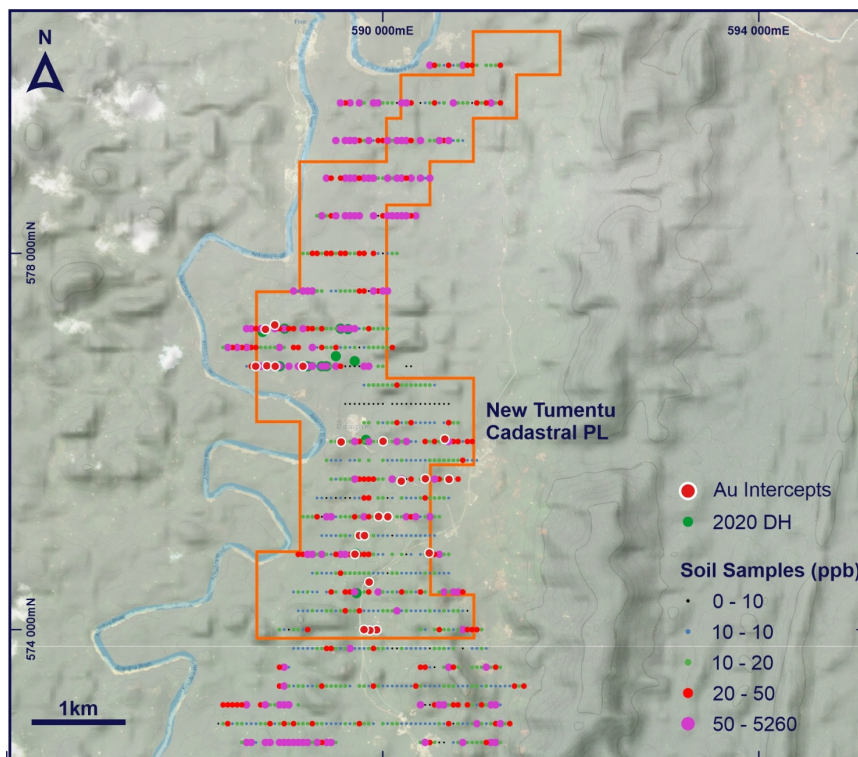 590 000mE
594 000mE
N
578 000mN
New Tumentu
Cadastral PL
Au Intercepts
2020 DH
Soil Samples (ppb)
0 - 10
10 - 10
10 - 20
20 - 50
50 - 5260
574 000mN
1km